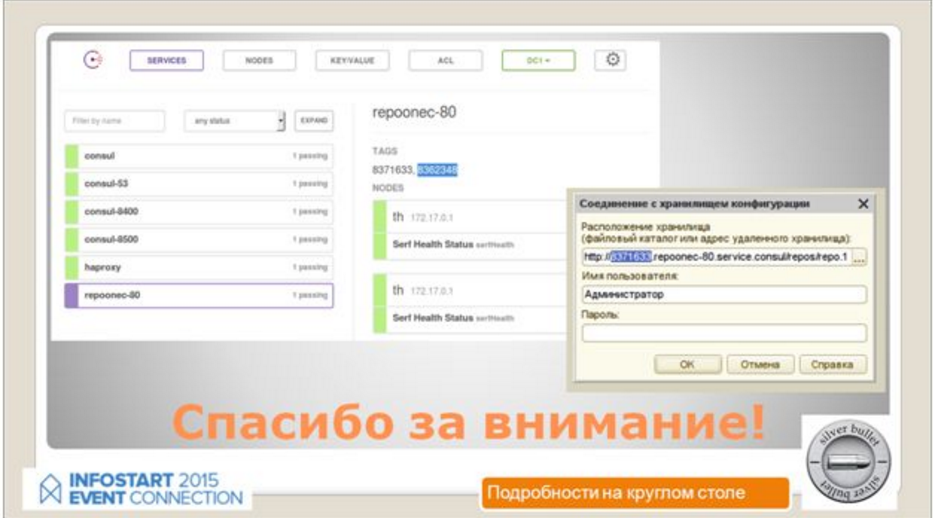 SERVICES
NODES
KEY/VALUE
ACL
DC1
Filter by name
any status
EXPAND
consul
1 passing
consul-53
1 passing
consul-8400
1 passing
consul-8500
1 passing
haproxy
1 passing
repoonec-80
1 passing
repoonec-80
TAGS
8371633, 8362348
NODES
th 172.17.0.1
Serf Health Status serfHealth
th 172.17.0.1
Serf Health Status serfHealth
Соединение с хранилищем конфигурации
Расположение хранилища
(файловый каталог или адрес удаленного хранилища):
http://8371633.repoonec-80.service.consul/repos/repo.1
...
Имя пользователя:
Администратор
Пароль:
ОК
Отмена
Справка
Спасибо за внимание!
silver bullet
silver bullet
INFOSTART 2015
EVENT CONNECTION
Подробности на круглом столе